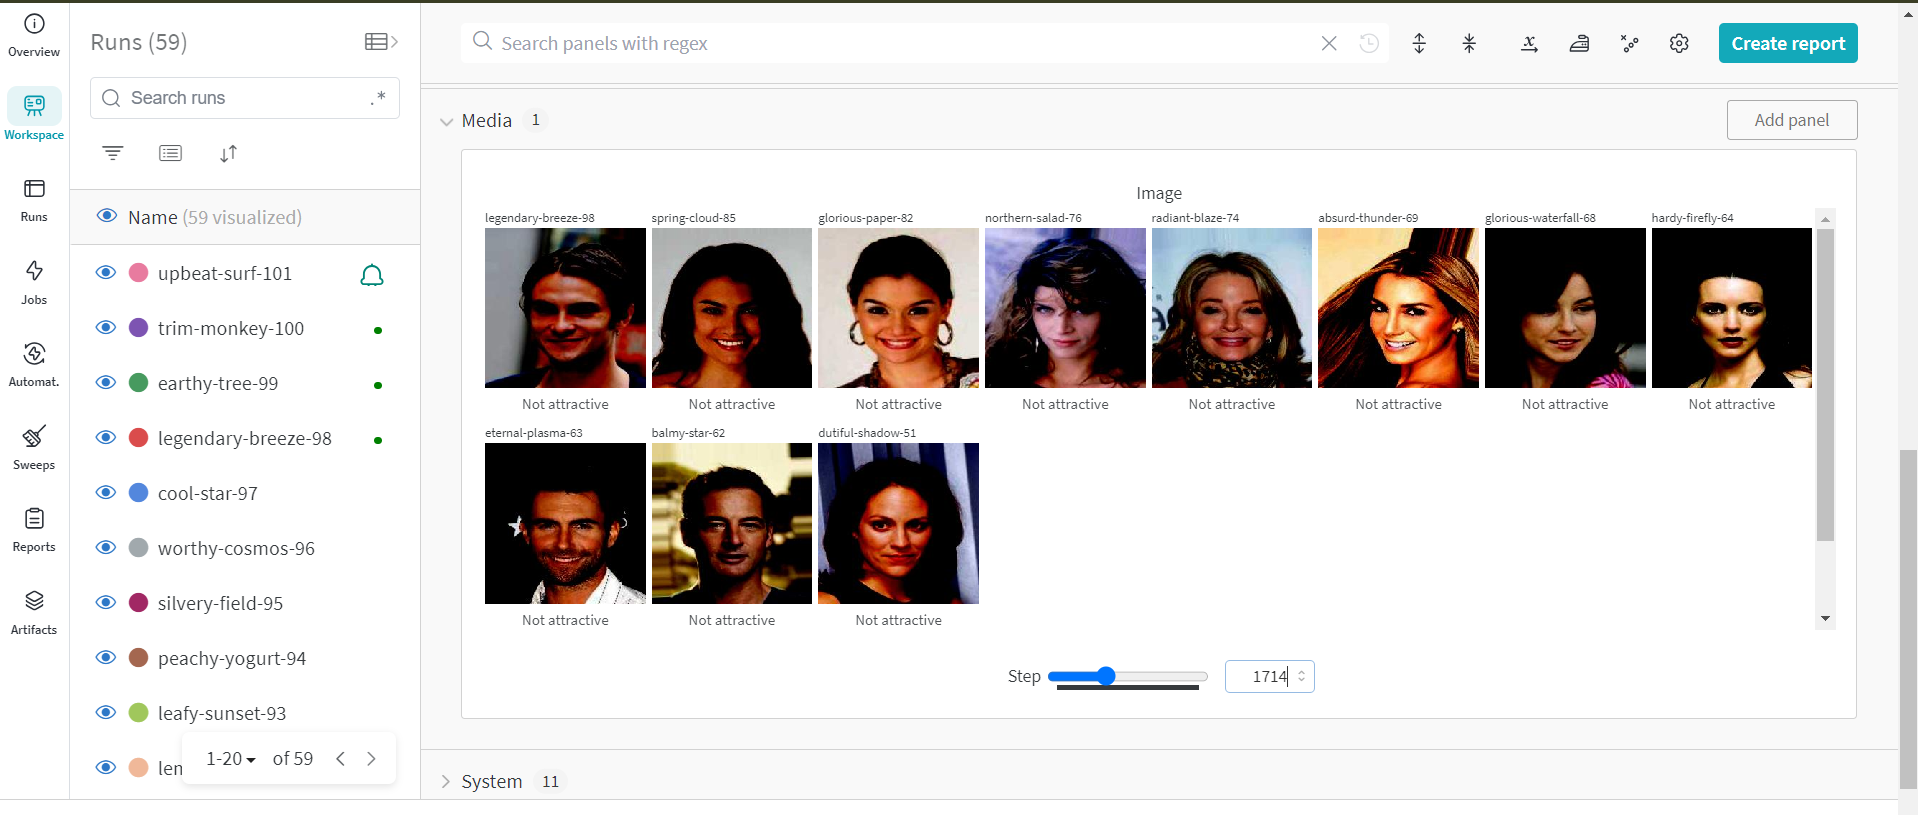 Overview
Workspace
Runs
Jobs
Automat.
Sweeps
Reports
Artifacts
Runs (59)
Search runs
.*
Name (59 visualized)
upbeat-surf-101
trim-monkey-100
earthy-tree-99
legendary-breeze-98
cool-star-97
worthy-cosmos-96
silvery-field-95
peachy-yogurt-94
leafy-sunset-93
1-20 of 59
Search panels with regex
Create report
Media 1
Add panel
Image
legendary-breeze-98 spring-cloud-85 glorious-paper-82 northern-salad-76 radiant-blaze-74 absurd-thunder-69 glorious-waterfall-68 hardy-firefly-64
Not attractive Not attractive Not attractive Not attractive Not attractive Not attractive Not attractive Not attractive
eternal-plasma-63 balmy-star-62 dutiful-shadow-51
Not attractive Not attractive Not attractive
Step 1714
System 11